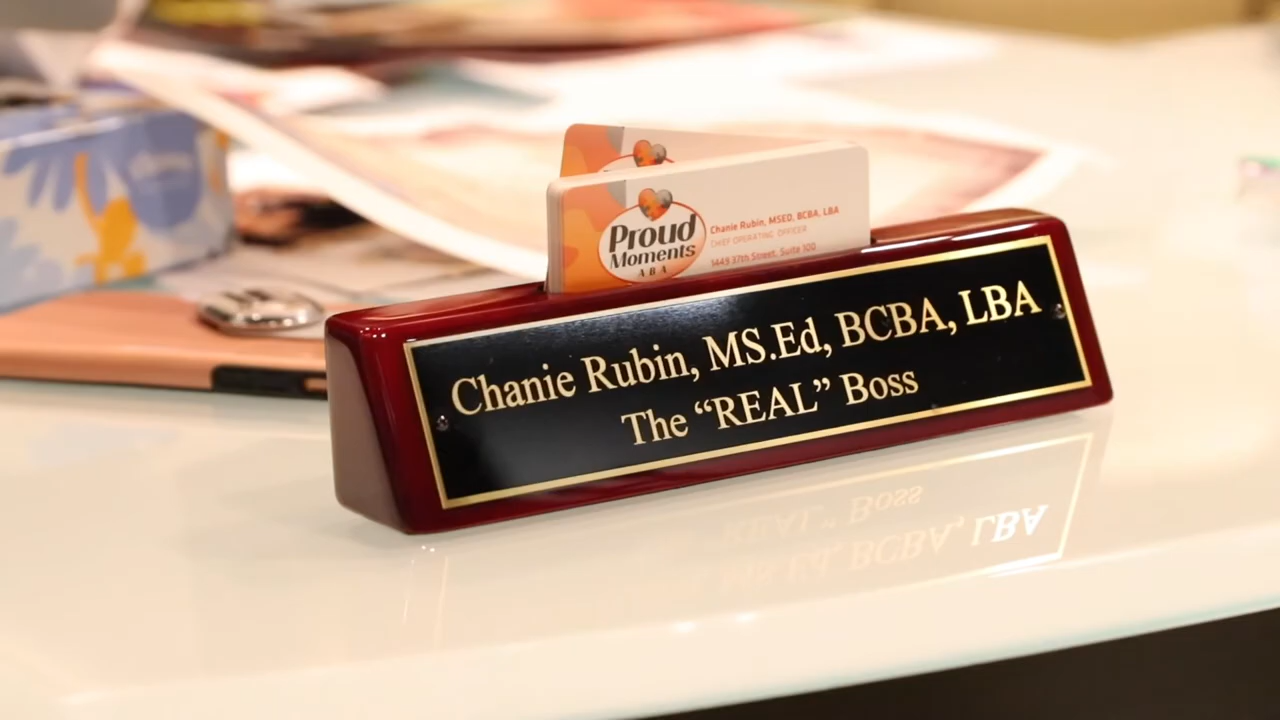 Proud
Moments
ABA
Chanie Rubin, MSED, BCBA, LBA
CHIEF OPERATING OFFICER
1449 37th Street, Suite 100
Chanie Rubin, MS.Ed, BCBA, LBA
The “REAL” Boss